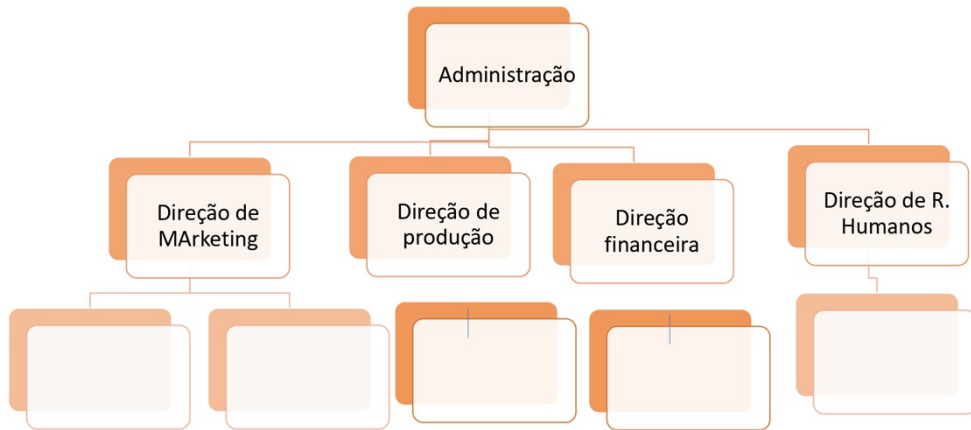 Administração
Direção de
MArketing
Direção de
produção
Direção
financeira
Direção de R.
Humanos